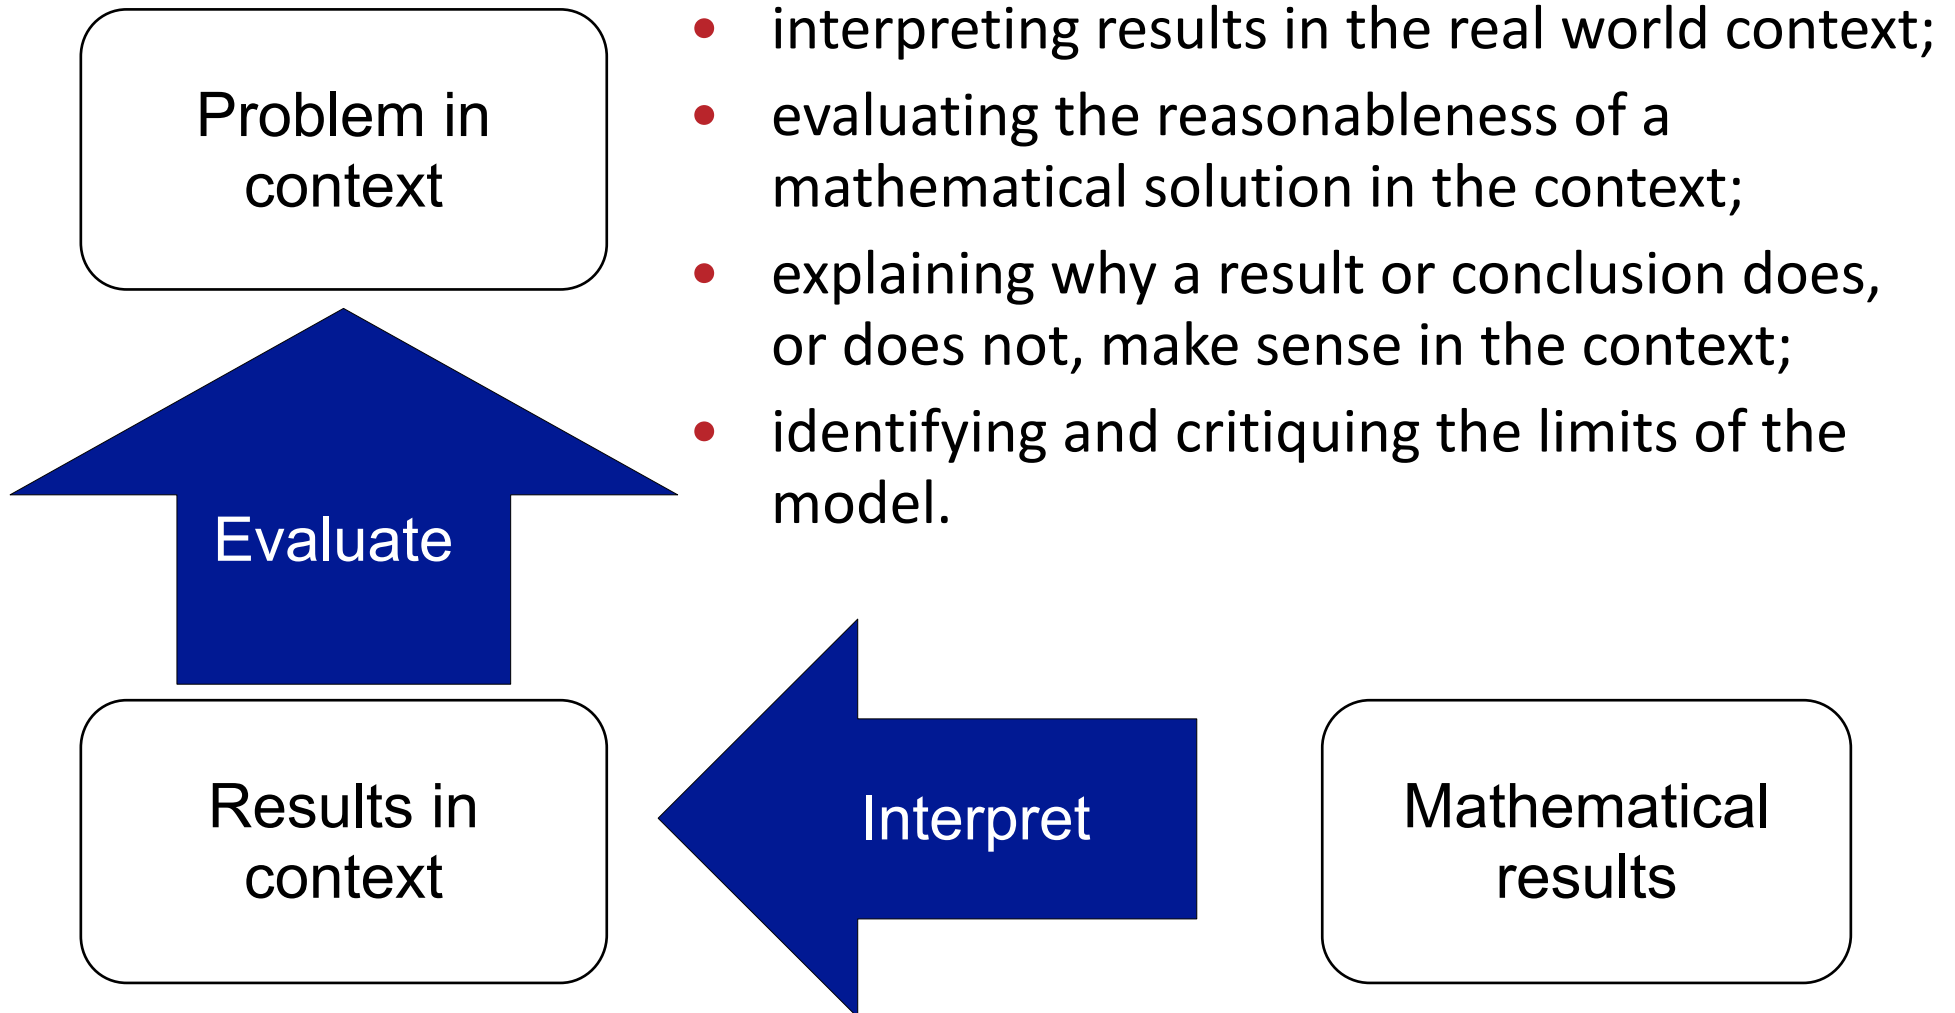 Problem in
context
• interpreting results in the real world context;
• evaluating the reasonableness of a
mathematical solution in the context;
• explaining why a result or conclusion does,
or does not, make sense in the context;
• identifying and critiquing the limits of the
model.
Evaluate
Results in
context
Interpret
Mathematical
results